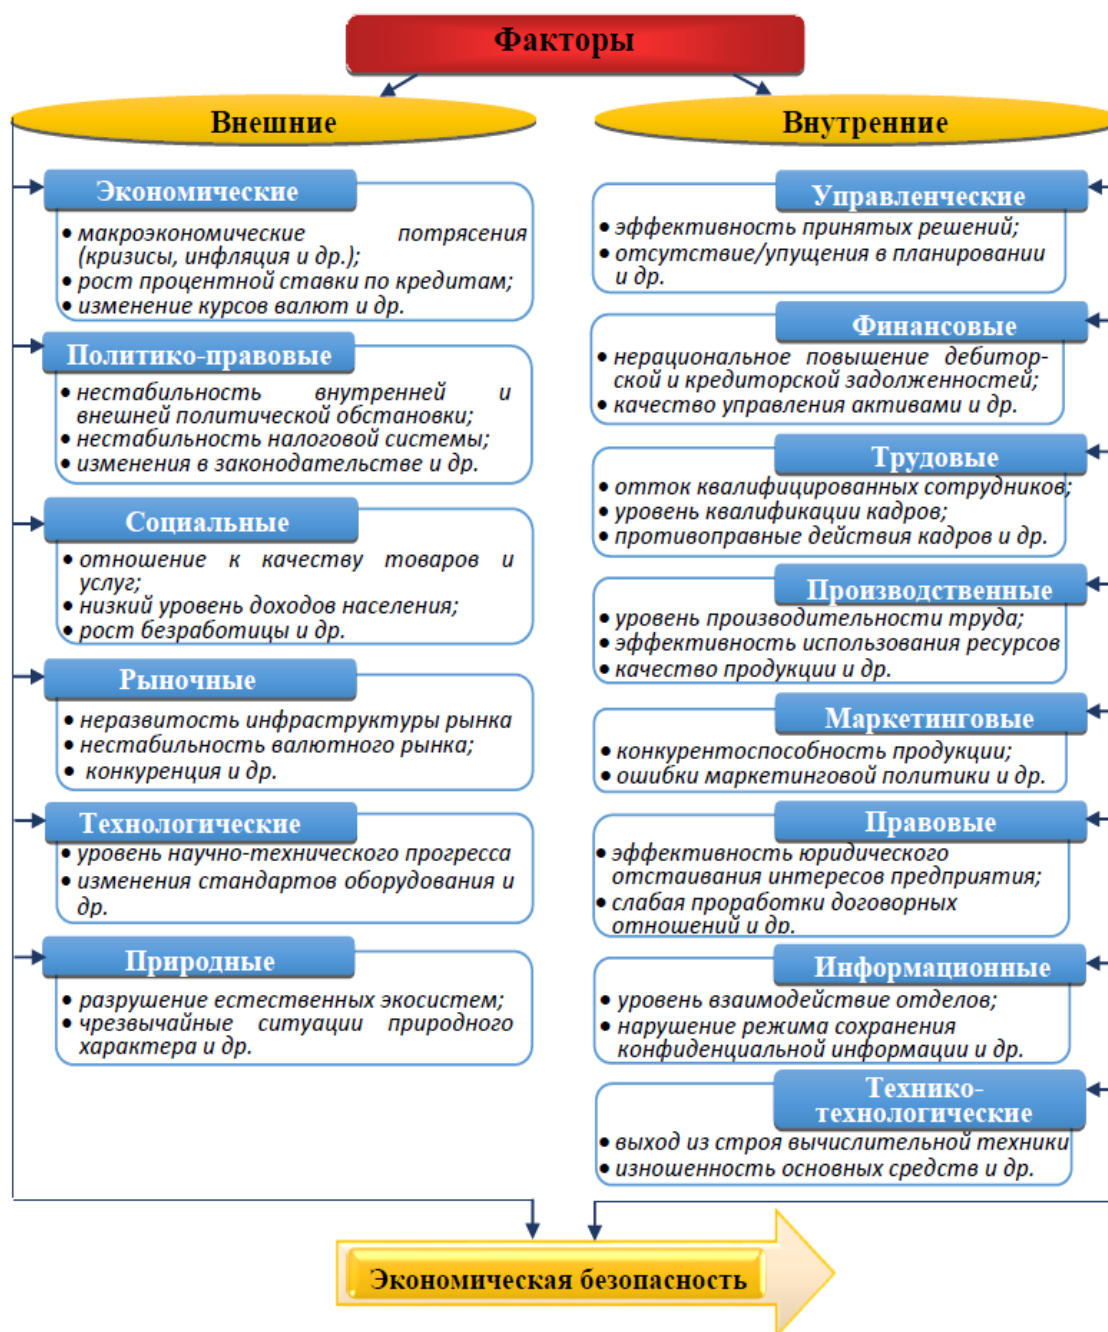 Факторы
Внешние
Экономические
• макроэкономические потрясения
(кризисы, инфляция и др.);
• рост процентной ставки по кредитам;
• изменение курсов валют и др.
Политико-правовые
• нестабильность внутренней и
внешней политической обстановки;
• нестабильность налоговой системы;
• изменения в законодательстве и др.
Социальные
• отношение к качеству товаров и
услуг;
• низкий уровень доходов населения;
• рост безработицы и др.
Рыночные
• неразвитость инфраструктуры рынка
• нестабильность валютного рынка;
• конкуренция и др.
Технологические
• уровень научно-технического прогресса
• изменения стандартов оборудования и
др.
Природные
• разрушение естественных экосистем;
• чрезвычайные ситуации природного
характера и др.
Внутренние
Управленческие
• эффективность принятых решений;
• отсутствие/упущения в планировании
и др.
Финансовые
• нерациональное повышение дебитор-
ской и кредиторской задолженностей;
• качество управления активами и др.
Трудовые
• отток квалифицированных сотрудников;
• уровень квалификации кадров;
• противоправные действия кадров и др.
Производственные
• уровень производительности труда;
• эффективность использования ресурсов
• качество продукции и др.
Маркетинговые
• конкурентоспособность продукции;
• ошибки маркетинговой политики и др.
Правовые
• эффективность юридического
отстаивания интересов предприятия;
• слабая проработки договорных
отношений и др.
Информационные
• уровень взаимодействие отделов;
• нарушение режима сохранения
конфиденциальной информации и др.
Технико-
технологические
• выход из строя вычислительной техники
• изношенность основных средств и др.
Экономическая безопасность